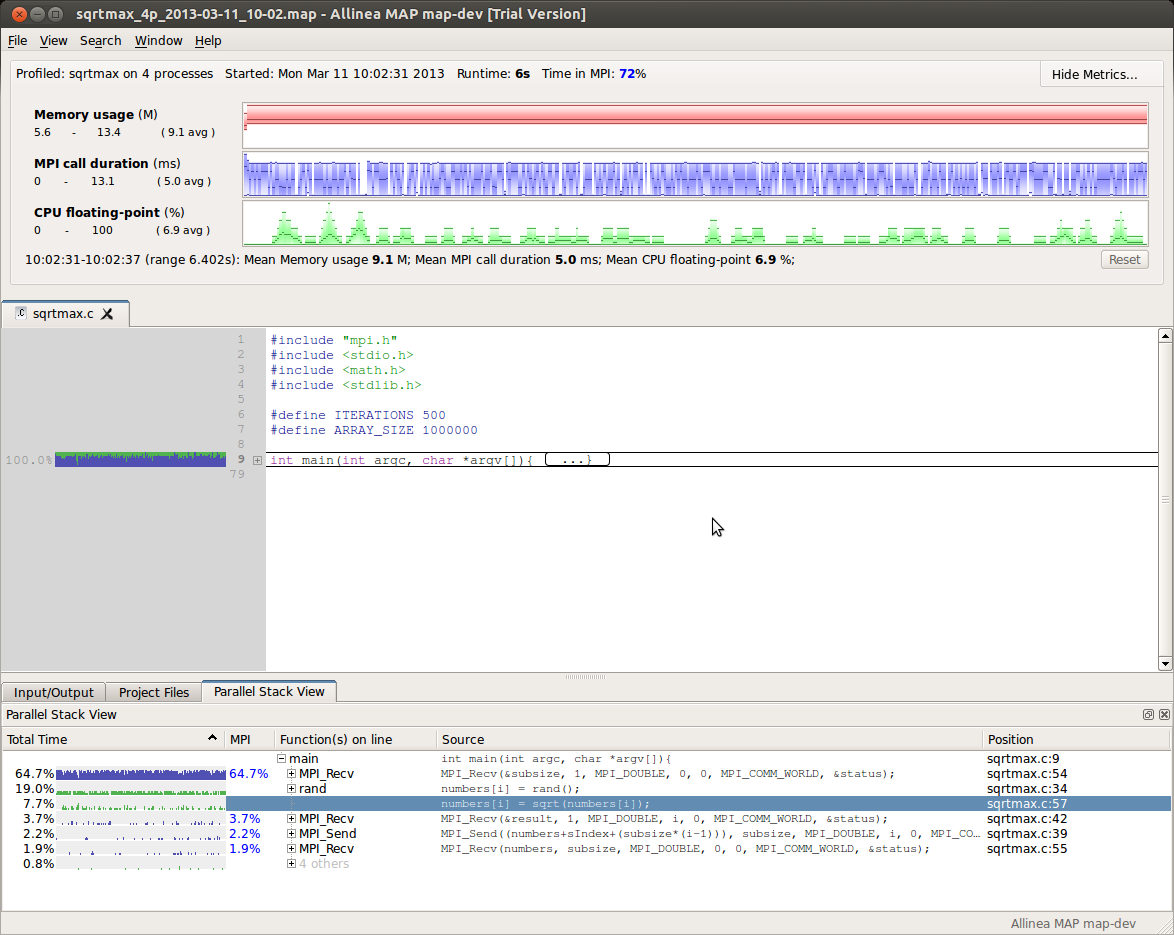 sqrtmax_4p_2013-03-11_10-02.map - Allinea MAP map-dev [Trial Version]
File View Search Window Help
Profiled: sqrtmax on 4 processes Started: Mon Mar 11 10:02:31 2013 Runtime: 6s Time in MPI: 72%
Hide Metrics...
Memory usage (M)
5.6 - 13.4 ( 9.1 avg )
MPI call duration (ms)
0 - 13.1 ( 5.0 avg )
CPU floating-point (%)
0 - 100 ( 6.9 avg )
10:02:31-10:02:37 (range 6.402s): Mean Memory usage 9.1 M; Mean MPI call duration 5.0 ms; Mean CPU floating-point 6.9 %;
Reset
.C sqrtmax.c
1 #include "mpi.h"
2 #include <stdio.h>
3 #include <math.h>
4 #include <stdlib.h>
5
6 #define ITERATIONS 500
7 #define ARRAY_SIZE 1000000
8
100.0% 9 int main(int argc, char *argv[]){ ...}
79
Input/Output Project Files Parallel Stack View
Parallel Stack View
Total Time MPI Function(s) on line Source Position
main int main(int argc, char *argv[]){ sqrtmax.c:9
64.7% 64.7% MPI_Recv MPI_Recv(&subsize, 1, MPI_DOUBLE, 0, 0, MPI_COMM_WORLD, &status); sqrtmax.c:54
19.0% rand numbers[i] = rand(); sqrtmax.c:34
7.7% numbers[i] = sqrt(numbers[i]); sqrtmax.c:57
3.7% 3.7% MPI_Recv MPI_Recv(&result, 1, MPI_DOUBLE, i, 0, MPI_COMM_WORLD, &status); sqrtmax.c:42
2.2% 2.2% MPI_Send MPI_Send((numbers+sIndex+(subsize*(i-1))), subsize, MPI_DOUBLE, i, 0, MPI_CO... sqrtmax.c:39
1.9% 1.9% MPI_Recv MPI_Recv(numbers, subsize, MPI_DOUBLE, 0, 0, MPI_COMM_WORLD, &status); sqrtmax.c:55
0.8% 4 others
Allinea MAP map-dev